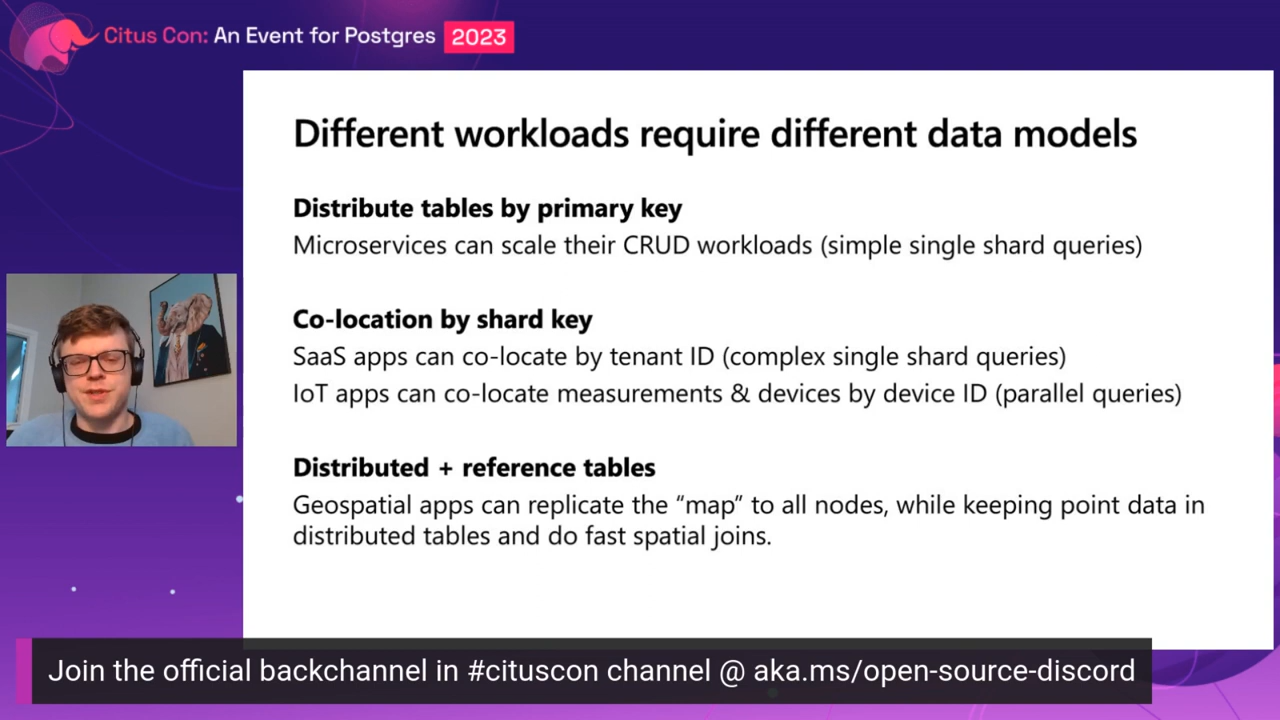 Citus Con: An Event for Postgres 2023
Different workloads require different data models
Distribute tables by primary key
Microservices can scale their CRUD workloads (simple single shard queries)
Co-location by shard key
SaaS apps can co-locate by tenant ID (complex single shard queries)
IoT apps can co-locate measurements & devices by device ID (parallel queries)
Distributed + reference tables
Geospatial apps can replicate the “map” to all nodes, while keeping point data in
distributed tables and do fast spatial joins.
Join the official backchannel in #cituscon channel @ aka.ms/open-source-discord